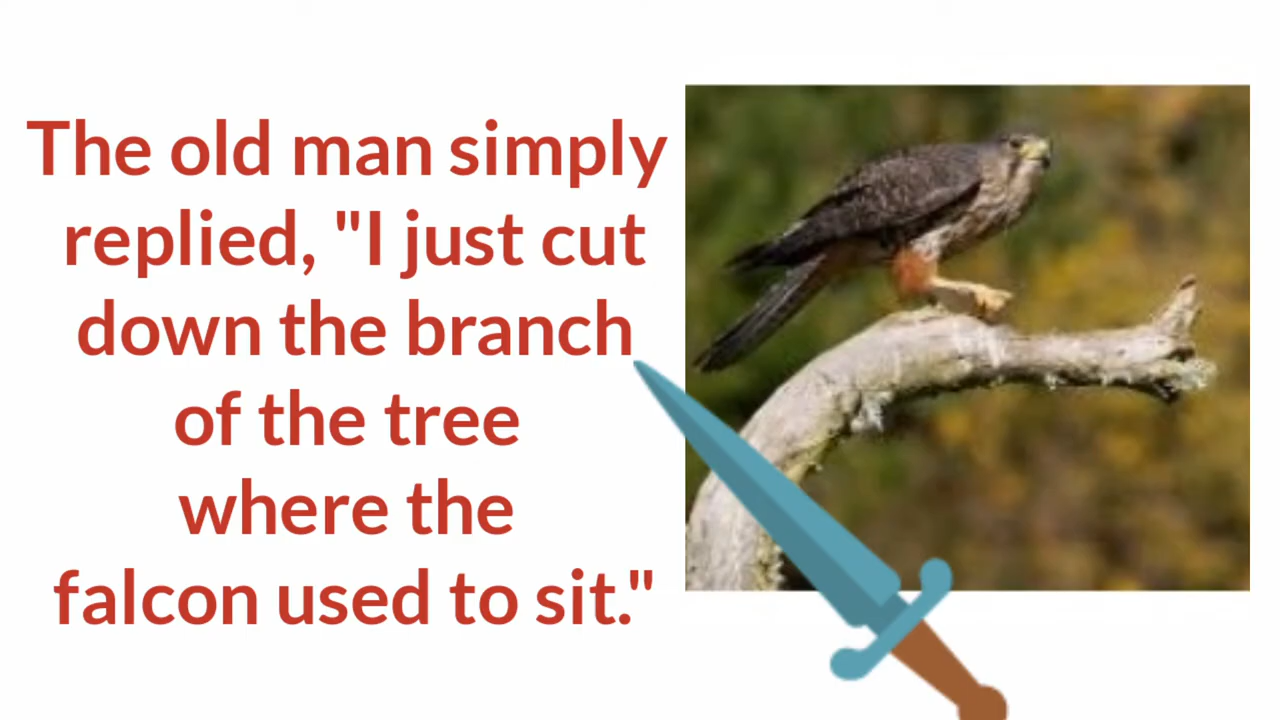 The old man simply
replied, "I just cut
down the branch
of the tree
where the
falcon used to sit."